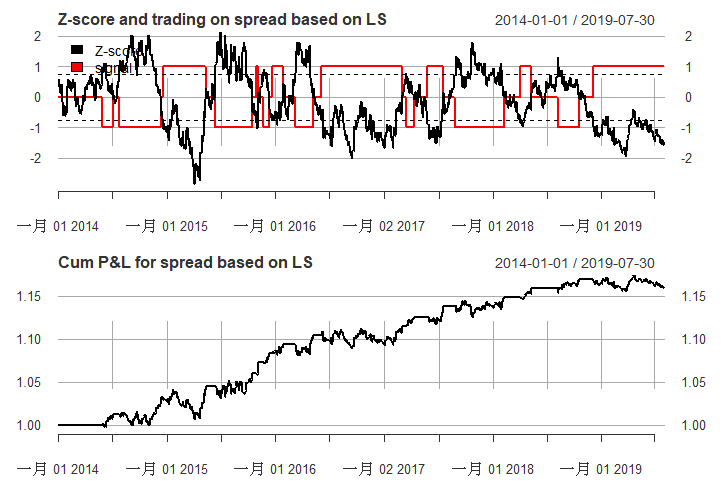 Z-score and trading on spread based on LS 2014-01-01 / 2019-07-30
2 2
Z-score
signal
1 1
0 0
-1 -1
-2 -2
一月 01 2014 一月 01 2015 一月 01 2016 一月 02 2017 一月 01 2018 一月 01 2019
Cum P&L for spread based on LS 2014-01-01 / 2019-07-30
1.15 1.15
1.10 1.10
1.05 1.05
1.00 1.00
一月 01 2014 一月 01 2015 一月 01 2016 一月 02 2017 一月 01 2018 一月 01 2019